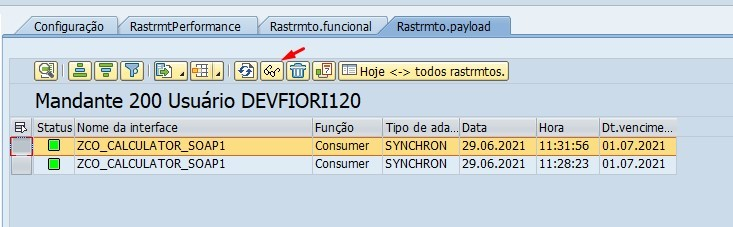 Configuração RastrmtPerformance Rastrmto.funcional Rastrmto.payload
Hoje <-> todos rastrmtos.
Mandante 200 Usuário DEVFIORI120
Status Nome da interface Função Tipo de ada... Data Hora Dt.vencime...
ZCO_CALCULATOR_SOAP1 Consumer SYNCHRON 29.06.2021 11:31:56 01.07.2021
ZCO_CALCULATOR_SOAP1 Consumer SYNCHRON 29.06.2021 11:28:23 01.07.2021